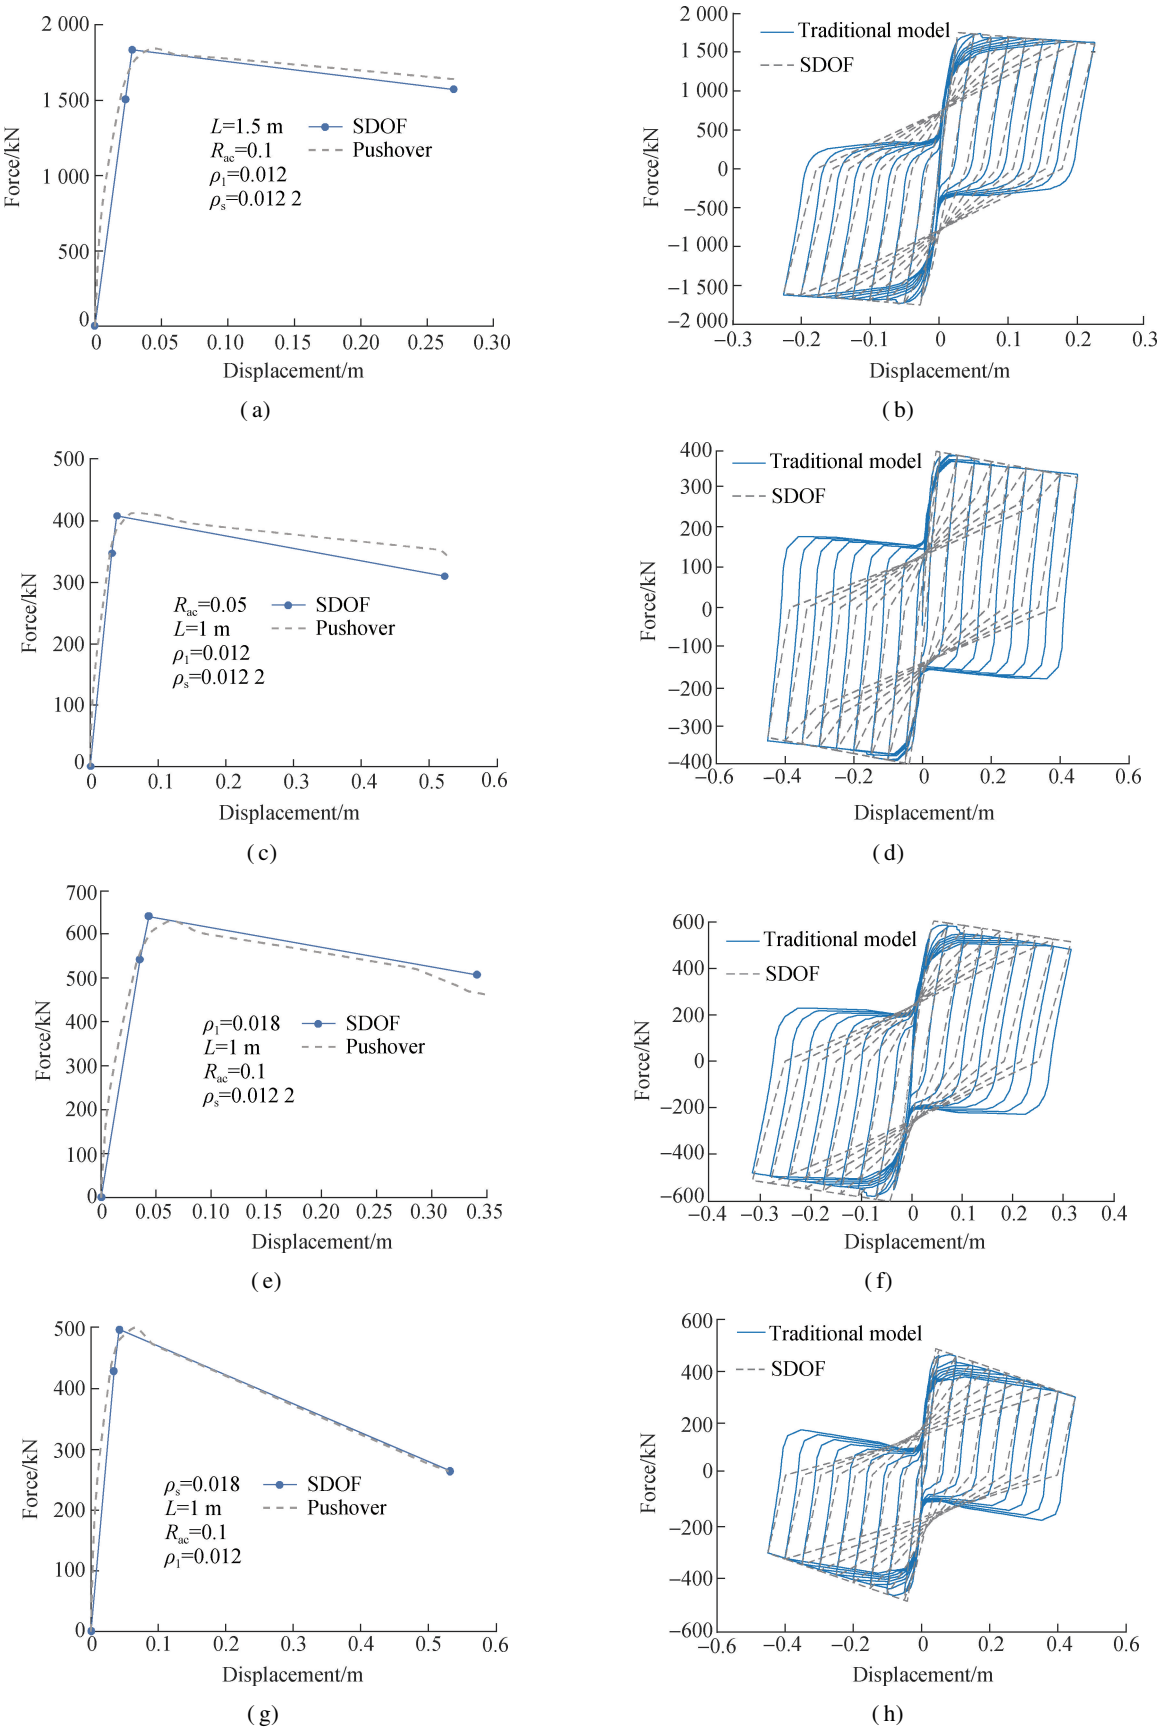 2 000
1 500
1 000
500
0
Force/kN
L=1.5 m
Rac=0.1
ρ1=0.012
ρs=0.012 2
SDOF
Pushover
0 0.05 0.10 0.15 0.20 0.25 0.30
Displacement/m
(a)
2 000
1 500
1 000
500
0
−500
−1 000
−1 500
−2 000
Force/kN
Traditional model
SDOF
−0.3 −0.2 −0.1 0 0.1 0.2 0.3
Displacement/m
(b)
500
400
300
200
100
0
Force/kN
Rac=0.05
L=1 m
ρ1=0.012
ρs=0.012 2
SDOF
Pushover
0 0.1 0.2 0.3 0.4 0.5 0.6
Displacement/m
(c)
400
300
200
100
0
−100
−200
−300
−400
Force/kN
Traditional model
SDOF
−0.6 −0.4 −0.2 0 0.2 0.4 0.6
Displacement/m
(d)
700
600
500
400
300
200
100
0
Force/kN
ρ1=0.018
L=1 m
Rac=0.1
ρs=0.012 2
SDOF
Pushover
0 0.05 0.10 0.15 0.20 0.25 0.30 0.35
Displacement/m
(e)
600
400
200
0
−200
−400
−600
Force/kN
Traditional model
SDOF
−0.4 −0.3 −0.2 −0.1 0 0.1 0.2 0.3 0.4
Displacement/m
(f)
500
400
300
200
100
0
Force/kN
ρs=0.018
L=1 m
Rac=0.1
ρ1=0.012
SDOF
Pushover
0 0.1 0.2 0.3 0.4 0.5 0.6
Displacement/m
(g)
600
400
200
0
−200
−400
−600
Force/kN
Traditional model
SDOF
−0.6 −0.4 −0.2 0 0.2 0.4 0.6
Displacement/m
(h)